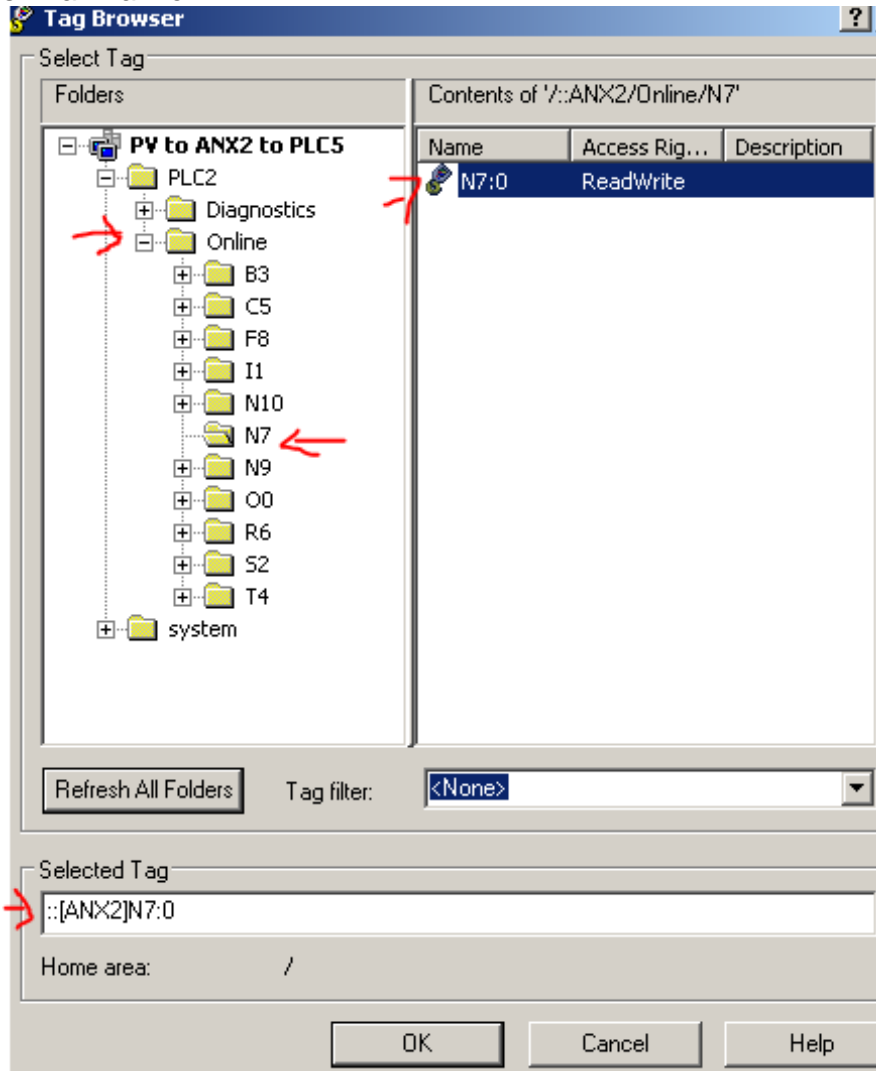 Tag Browser ?
Select Tag
Folders
Contents of '/::ANX2/Online/N7'
PV to ANX2 to PLC5
Name Access Rig... Description
PLC2
N7:0 ReadWrite
Diagnostics
Online
B3
C5
F8
I1
N10
N7
N9
O0
R6
S2
T4
system
Refresh All Folders Tag filter: <None>
Selected Tag
::[ANX2]N7:0
Home area: /
OK Cancel Help